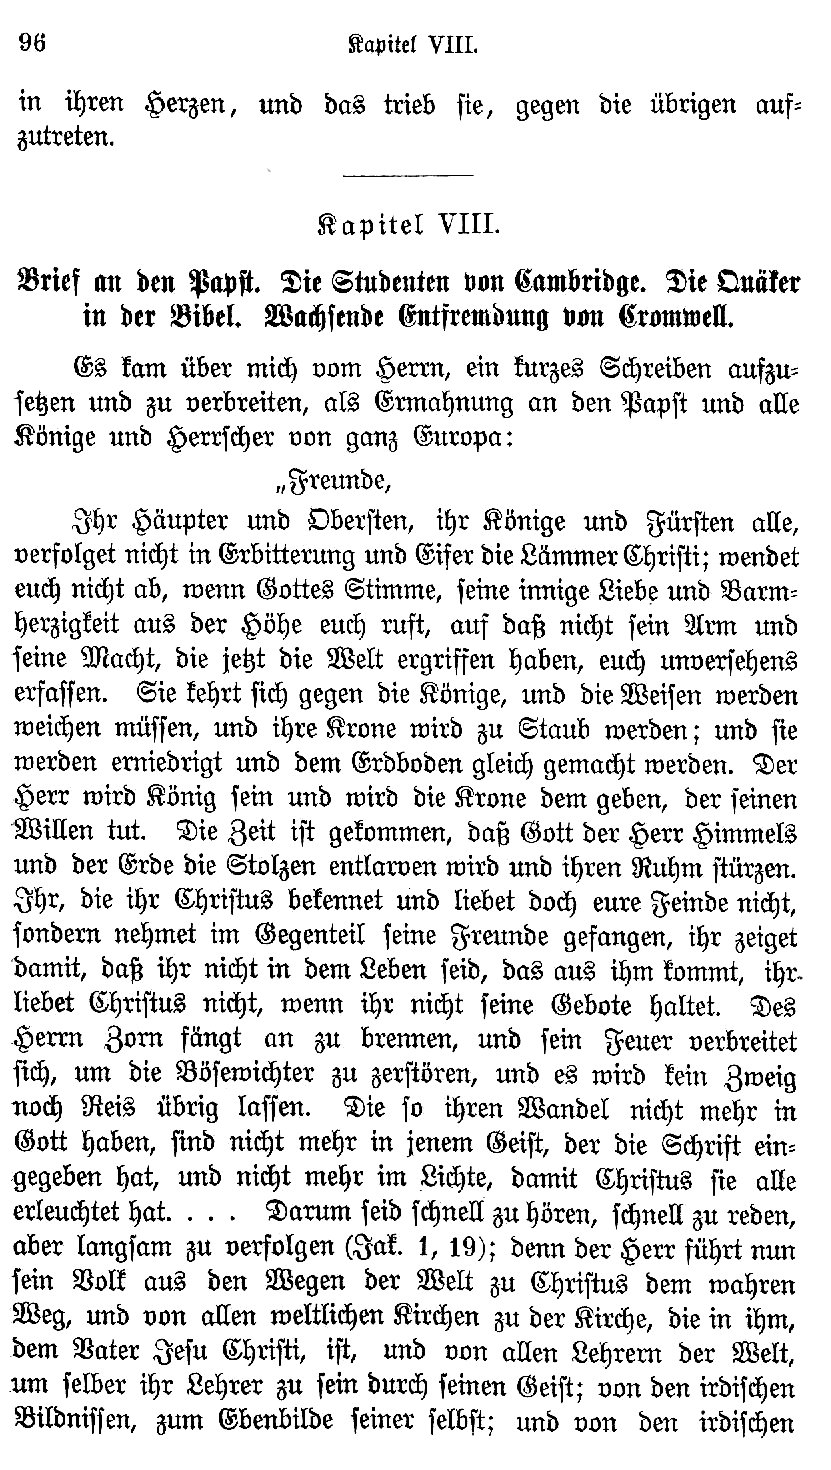 96 Kapitel VIII.
in ihren Herzen, und das trieb sie, gegen die übrigen auf-
zutreten.
Kapitel VIII.
Brief an den Papst. Die Studenten von Cambridge. Die Quäker
in der Bibel. Wachsende Entfremdung von Cromwell.
Es kam über mich vom Herrn, ein kurzes Schreiben aufzu-
setzen und zu verbreiten, als Ermahnung an den Papst und alle
Könige und Herrscher von ganz Europa:
„Freunde,
Ihr Häupter und Obersten, ihr Könige und Fürsten alle,
verfolget nicht in Erbitterung und Eifer die Lämmer Christi; wendet
euch nicht ab, wenn Gottes Stimme, seine innige Liebe und Barm-
herzigkeit aus der Höhe euch ruft, auf daß nicht sein Arm und
seine Macht, die jetzt die Welt ergriffen haben, euch unversehens
erfassen. Sie kehrt sich gegen die Könige, und die Weisen werden
weichen müssen, und ihre Krone wird zu Staub werden; und sie
werden erniedrigt und dem Erdboden gleich gemacht werden. Der
Herr wird König sein und wird die Krone dem geben, der seinen
Willen tut. Die Zeit ist gekommen, daß Gott der Herr Himmels
und der Erde die Stolzen entlarven wird und ihren Ruhm stürzen.
Ihr, die ihr Christus bekennet und liebet doch eure Feinde nicht,
sondern nehmet im Gegenteil seine Freunde gefangen, ihr zeiget
damit, daß ihr nicht in dem Leben seid, das aus ihm kommt, ihr
liebet Christus nicht, wenn ihr nicht seine Gebote haltet. Des
Herrn Zorn fängt an zu brennen, und sein Feuer verbreitet
sich, um die Bösewichter zu zerstören, und es wird kein Zweig
noch Reis übrig lassen. Die so ihren Wandel nicht mehr in
Gott haben, sind nicht mehr in jenem Geist, der die Schrift ein-
gegeben hat, und nicht mehr im Lichte, damit Christus sie alle
erleuchtet hat. . . . Darum seid schnell zu hören, schnell zu reden,
aber langsam zu verfolgen (Jak. 1, 19); denn der Herr führt nun
sein Volk aus den Wegen der Welt zu Christus dem wahren
Weg, und von allen weltlichen Kirchen zu der Kirche, die in ihm,
dem Vater Jesu Christi, ist, und von allen Lehrern der Welt,
um selber ihr Lehrer zu sein durch seinen Geist; von den irdischen
Bildnissen, zum Ebenbilde seiner selbst; und von den irdischen